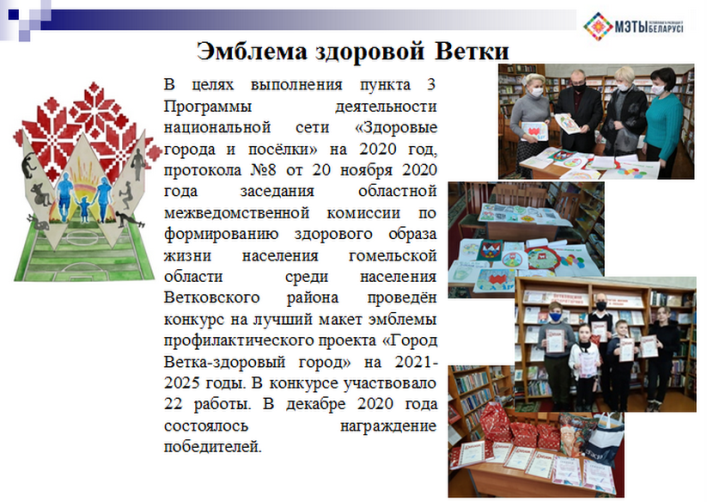 МЭТЫ
БЕЛАРУСІ
Эмблема здоровой Ветки
В целях выполнения пункта 3
Программы деятельности
национальной сети «Здоровые
города и посёлки» на 2020 год,
протокола №8 от 20 ноября 2020
года заседания областной
межведомственной комиссии по
формированию здорового образа
жизни населения гомельской
области среди населения
Ветковского района проведён
конкурс на лучший макет эмблемы
профилактического проекта «Город
Ветка-здоровый город» на 2021-
2025 годы. В конкурсе участвовало
22 работы. В декабре 2020 года
состоялось награждение
победителей.